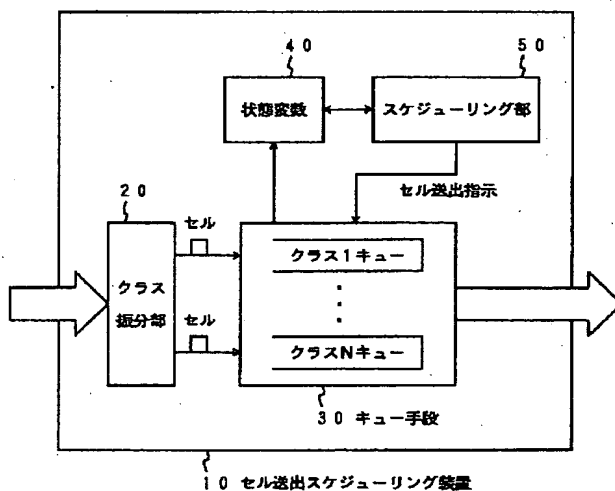 40
50
状態変数
スケジューリング部
セル送出指示
20
セル
クラス
振分部
クラス1キュー
セル
クラスNキュー
30 キュー手段
10 セル送出スケジューリング装置